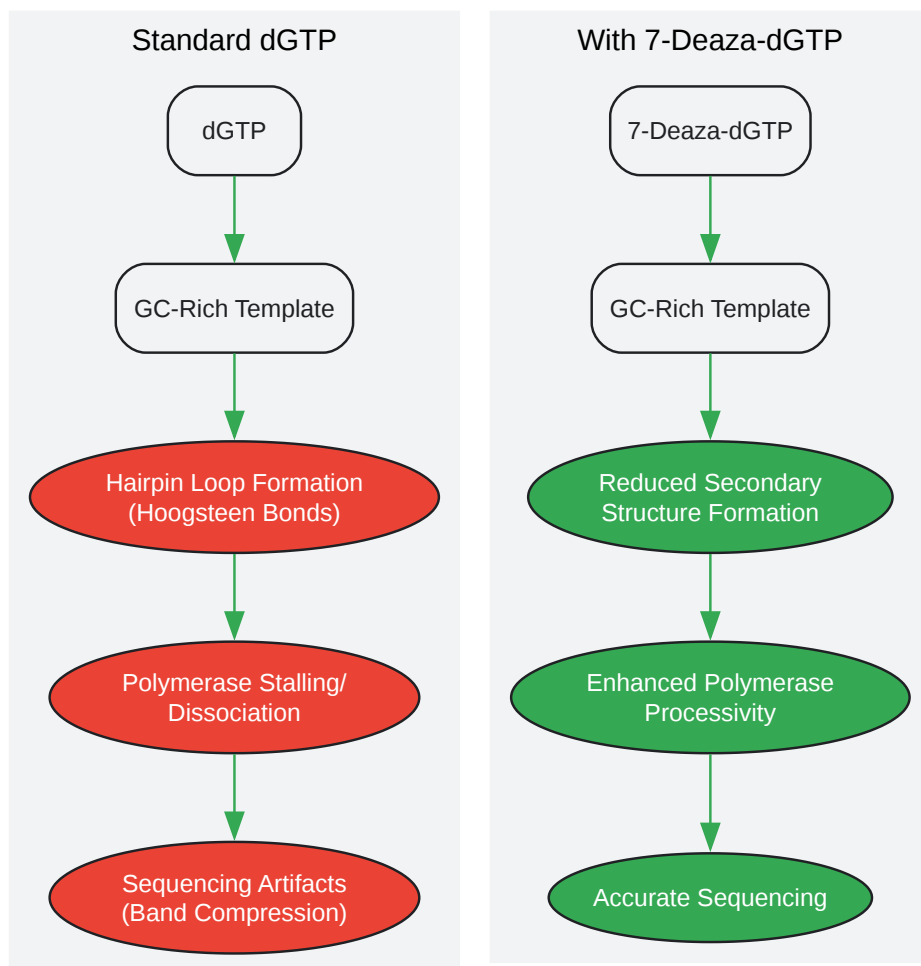 Standard dGTP
dGTP
GC-Rich Template
Hairpin Loop Formation
(Hoogsteen Bonds)
Polymerase Stalling/
Dissociation
Sequencing Artifacts
(Band Compression)
With 7-Deaza-dGTP
7-Deaza-dGTP
GC-Rich Template
Reduced Secondary
Structure Formation
Enhanced Polymerase
Processivity
Accurate Sequencing